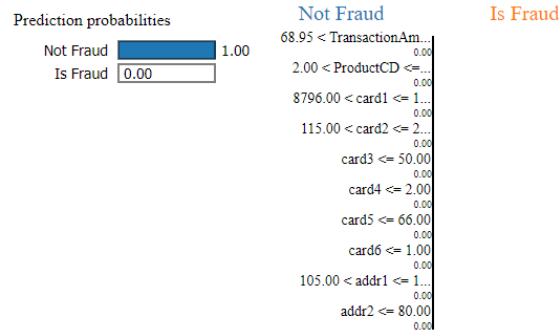 Prediction probabilities
Not Fraud 1.00
Is Fraud 0.00
Not Fraud Is Fraud
68.95 < TransactionAm...
0.00
2.00 < ProductCD <=...
0.00
8796.00 < card1 <= 1...
0.00
115.00 < card2 <= 2...
0.00
card3 <= 50.00
0.00
card4 <= 2.00
0.00
card5 <= 66.00
0.00
card6 <= 1.00
0.00
105.00 < addr1 <= 1...
0.00
addr2 <= 80.00
0.00